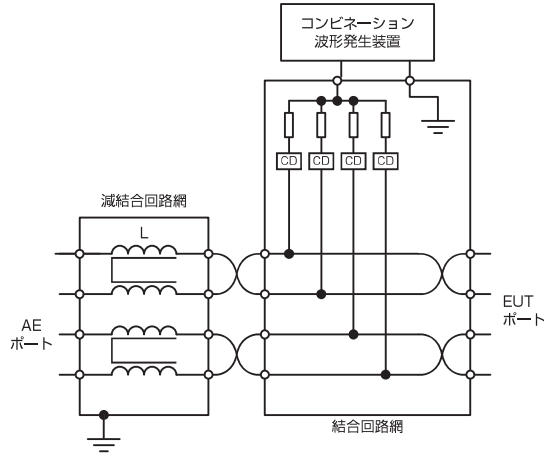 コンビネーション
波形発生装置
CD CD CD CD
減結合回路網
L
AE
ポート
EUT
ポート
結合回路網